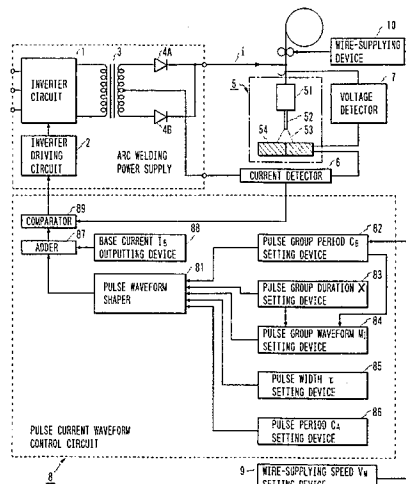 1
3
4A
i
10
WIRE-SUPPLYING
DEVICE
INVERTER
CIRCUIT
5
51
7
VOLTAGE
DETECTOR
52
53
54
4B
2
INVERTER
DRIVING
CIRCUIT
ARC WELDING
POWER SUPPLY
6
CURRENT DETECTOR
89
COMPARATOR
87
ADDER
88
BASE CURRENT
OUTPUTTING DEVICE
82
PULSE GROUP PERIOD
SETTING DEVICE
81
PULSE WAVEFORM
SHAPER
83
PULSE GROUP DURATION X
SETTING DEVICE
84
PULSE GROUP WAVEFORM
SETTING DEVICE
85
PULSE WIDTH τ
SETTING DEVICE
86
PULSE PERIOD CA
SETTING DEVICE
PULSE CURRENT WAVEFORM
CONTROL CIRCUIT
8
9
WIRE-SUPPLYING SPEED
SETTING DEVICE